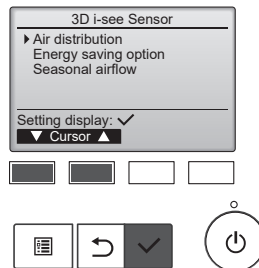 3D i-see Sensor
Air distribution
Energy saving option
Seasonal airflow
Setting display: ✓
▼ Cursor ▲